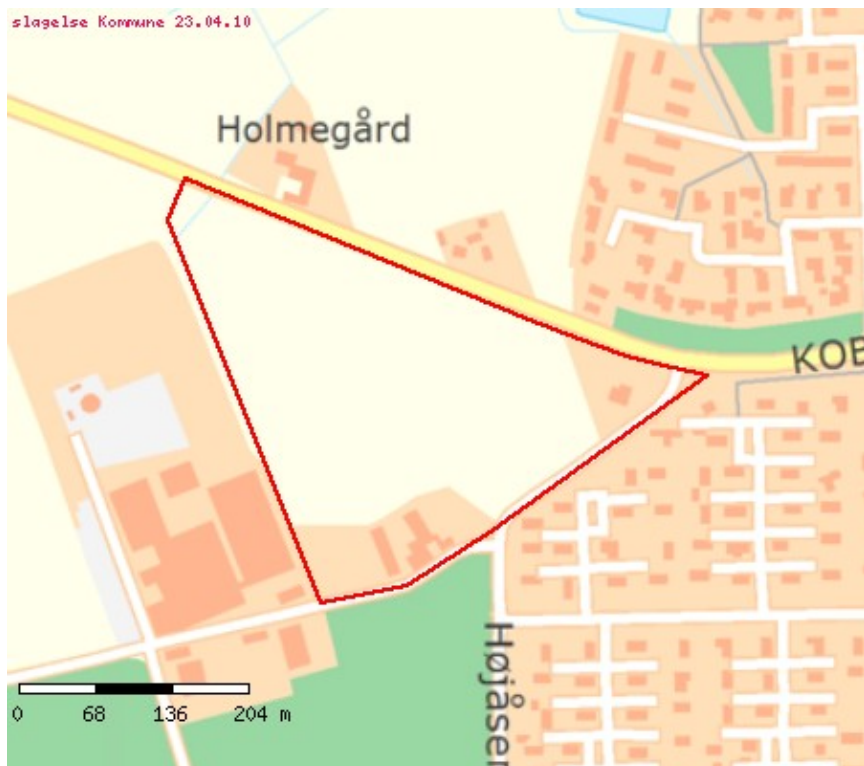 slagelse Kommune 23.04.10
Holmegård
KOB
Højåsen
0 68 136 204 m